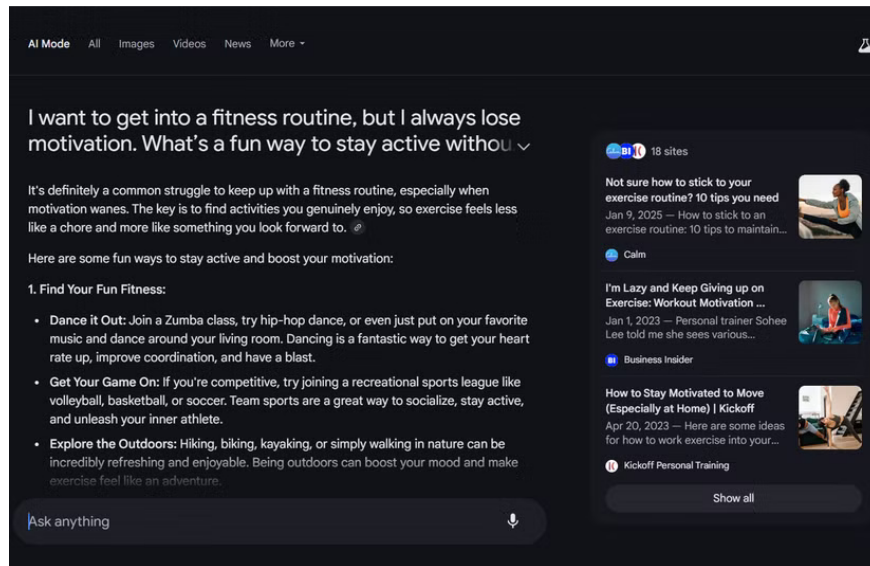 AI Mode All Images Videos News More
I want to get into a fitness routine, but I always lose
motivation. What's a fun way to stay active withou
It's definitely a common struggle to keep up with a fitness routine, especially when
motivation wanes. The key is to find activities you genuinely enjoy, so exercise feels less
like a chore and more like something you look forward to.
Here are some fun ways to stay active and boost your motivation:
1. Find Your Fun Fitness:
• Dance it Out: Join a Zumba class, try hip-hop dance, or even just put on your favorite
music and dance around your living room. Dancing is a fantastic way to get your heart
rate up, improve coordination, and have a blast.
• Get Your Game On: If you're competitive, try joining a recreational sports league like
volleyball, basketball, or soccer. Team sports are a great way to socialize, stay active,
and unleash your inner athlete.
• Explore the Outdoors: Hiking, biking, kayaking, or simply walking in nature can be
incredibly refreshing and enjoyable. Being outdoors can boost your mood and make
exercise feel like an adventure.
Ask anything
Calm BI K 18 sites
Not sure how to stick to your
exercise routine? 10 tips you need
Jan 9, 2025 — How to stick to an
exercise routine: 10 tips to maintain...
Calm Calm
I'm Lazy and Keep Giving up on
Exercise: Workout Motivation ...
Jan 1, 2023 — Personal trainer Sohee
Lee told me she sees various...
BI Business Insider
How to Stay Motivated to Move
(Especially at Home) | Kickoff
Apr 20, 2023 — Here are some ideas
for how to work exercise into your...
K Kickoff Personal Training
Show all